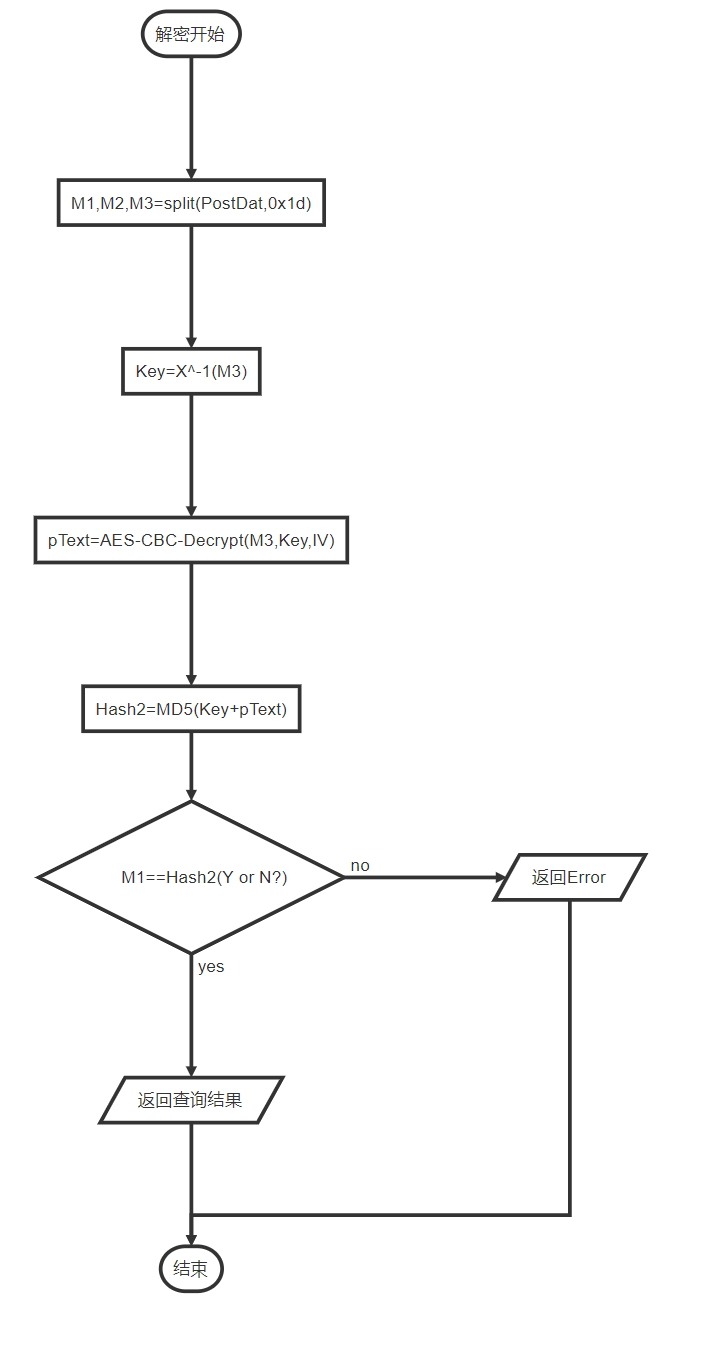 解密开始
M1,M2,M3=split(PostDat,0x1d)
Key=X^-1(M3)
pText=AES-CBC-Decrypt(M3,Key,IV)
Hash2=MD5(Key+pText)
M1==Hash2(Y or N?)
no
返回Error
yes
返回查询结果
结束